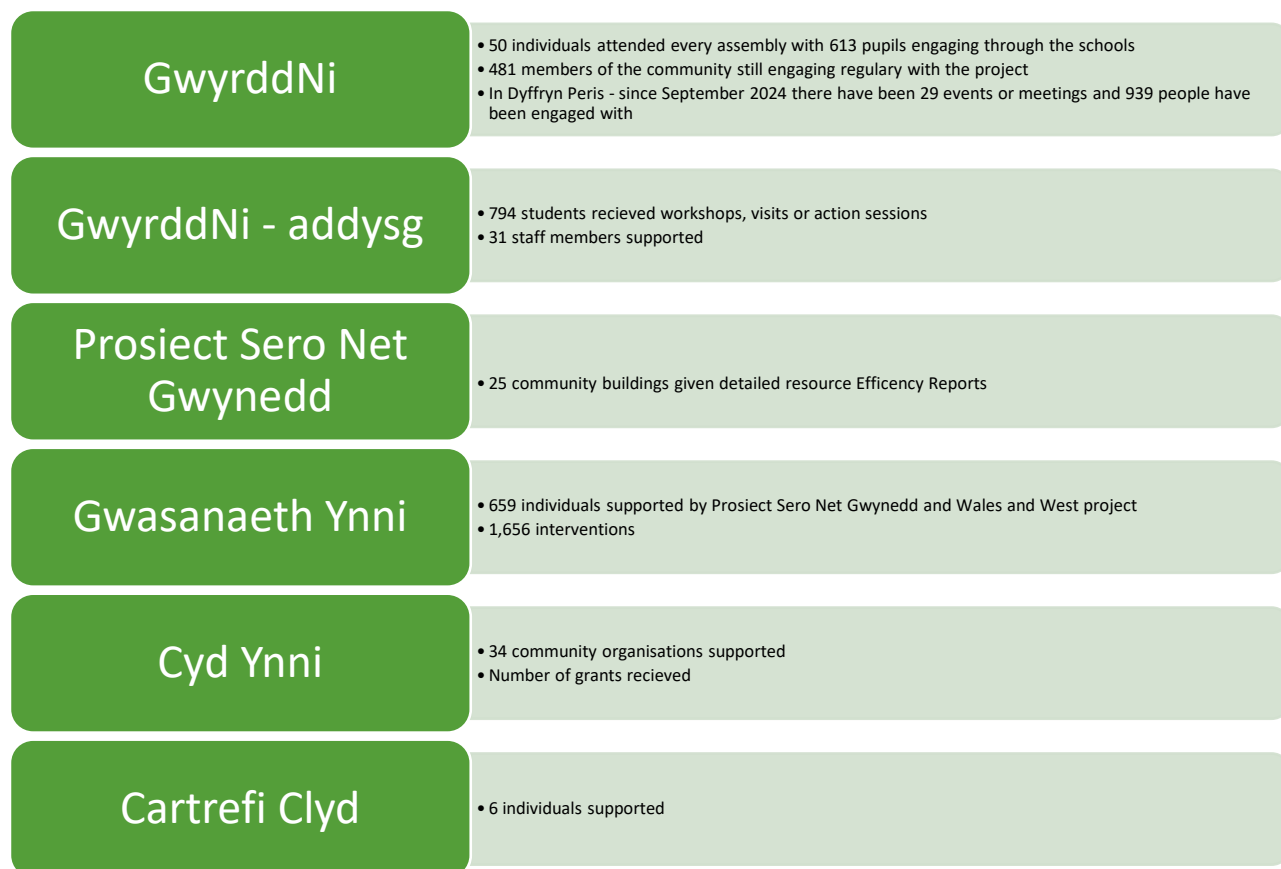 GwyrddNi
• 50 individuals attended every assembly with 613 pupils engaging through the schools
• 481 members of the community still engaging regulary with the project
• In Dyffryn Peris - since September 2024 there have been 29 events or meetings and 939 people have
been engaged with
GwyrddNi - addysg
• 794 students recieved workshops, visits or action sessions
• 31 staff members supported
Prosiect Sero Net
Gwynedd
• 25 community buildings given detailed resource Efficency Reports
Gwasanaeth Ynni
• 659 individuals supported by Prosiect Sero Net Gwynedd and Wales and West project
• 1,656 interventions
Cyd Ynni
• 34 community organisations supported
• Number of grants recieved
Cartrefi Clyd
• 6 individuals supported